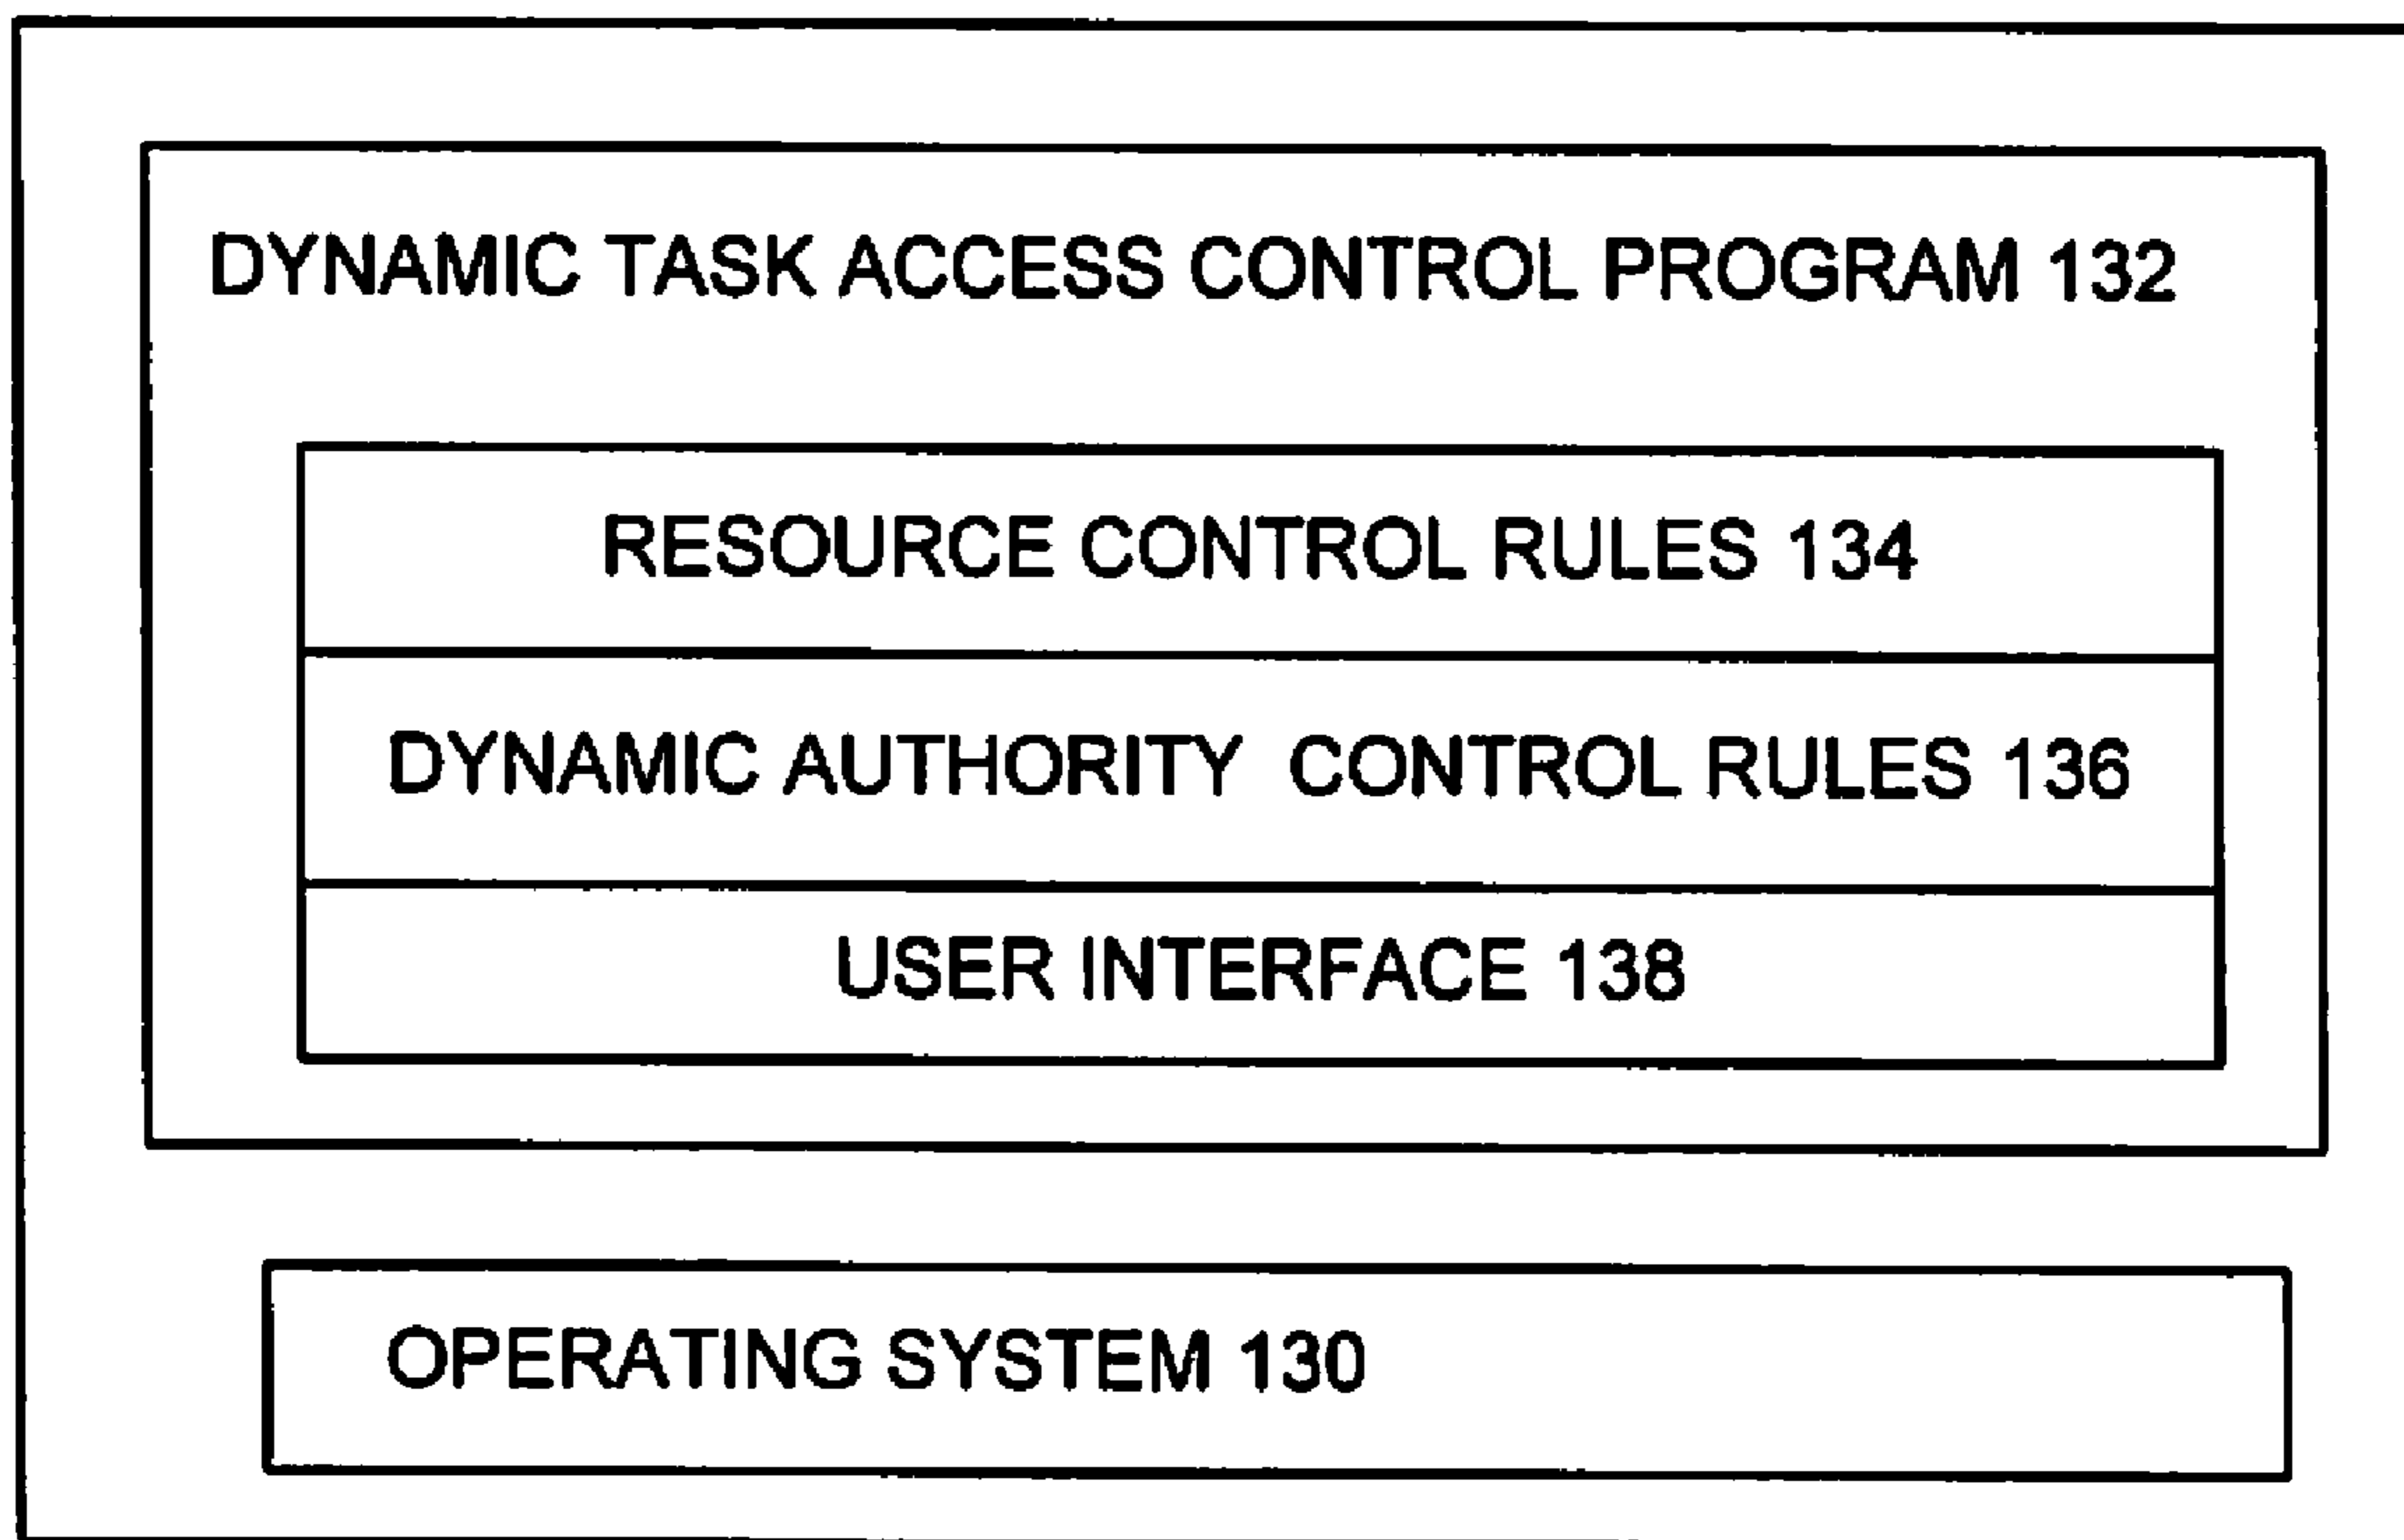 DYNAMIC TASK ACCESS CONTROL PROGRAM 132
RESOURCE CONTROL RULES 134
DYNAMIC AUTHORITY CONTROL RULES 136
USER INTERFACE 138
OPERATING SYSTEM 130